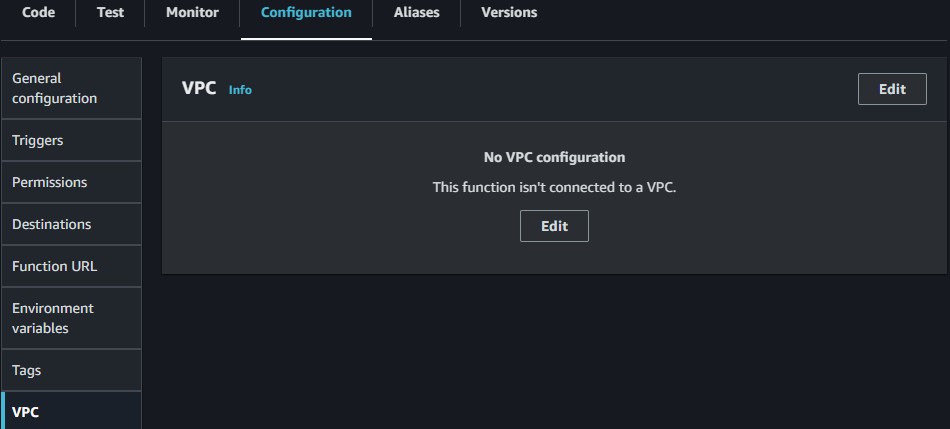 Code Test Monitor Configuration Aliases Versions
General
configuration
Triggers
Permissions
Destinations
Function URL
Environment
variables
Tags
VPC
VPC Info Edit
No VPC configuration
This function isn't connected to a VPC.
Edit